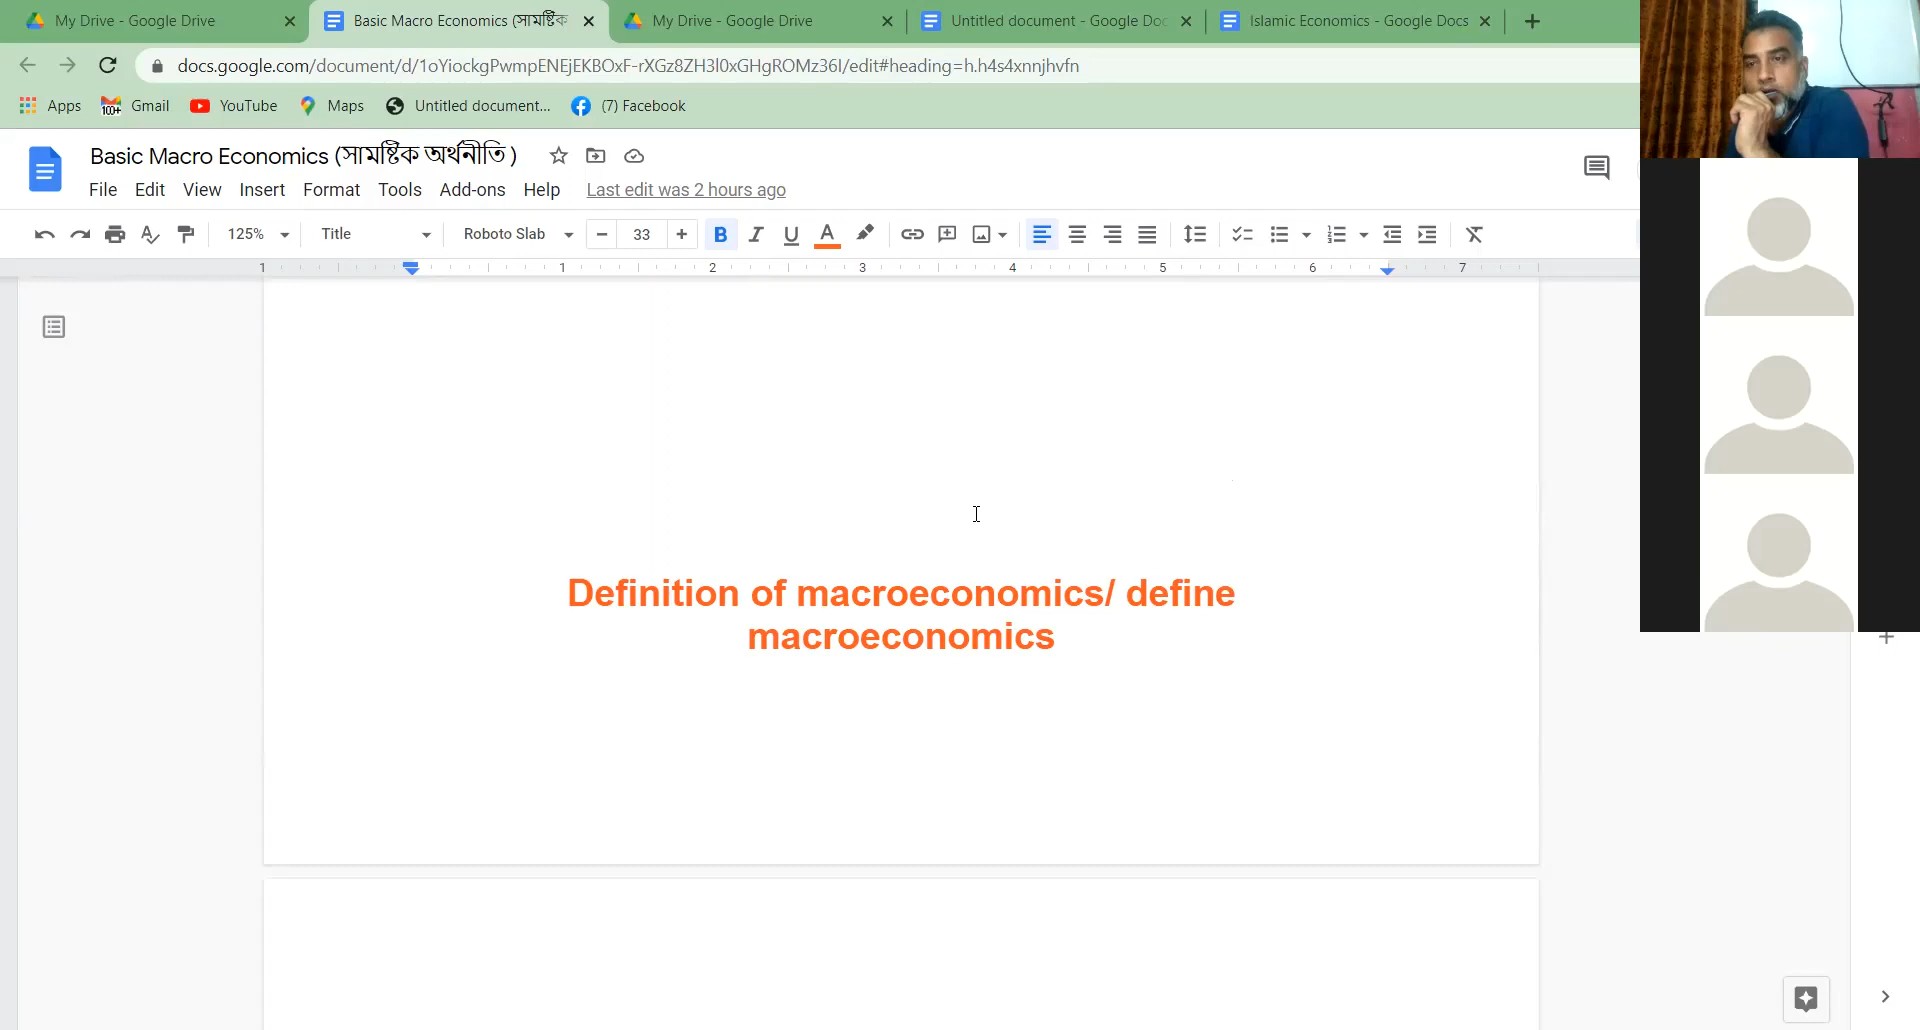 My Drive - Google Drive
Basic Macro Economics (সামষ্টিক
My Drive - Google Drive
Untitled document - Google Doc
Islamic Economics - Google Docs
docs.google.com/document/d/1oYiockgPwmpENEjEKBOxF-rXGz8ZH3l0xGHgROMz36I/edit#heading=h.h4s4xnnjhvfn
Apps
100+
Gmail
YouTube
Maps
Untitled document...
(7) Facebook
Basic Macro Economics (সামষ্টিক অর্থনীতি )
File Edit View Insert Format Tools Add-ons Help Last edit was 2 hours ago
125% Title Roboto Slab 33 B I U A
1 1 2 3 4 5 6 7
Definition of macroeconomics/ define
macroeconomics